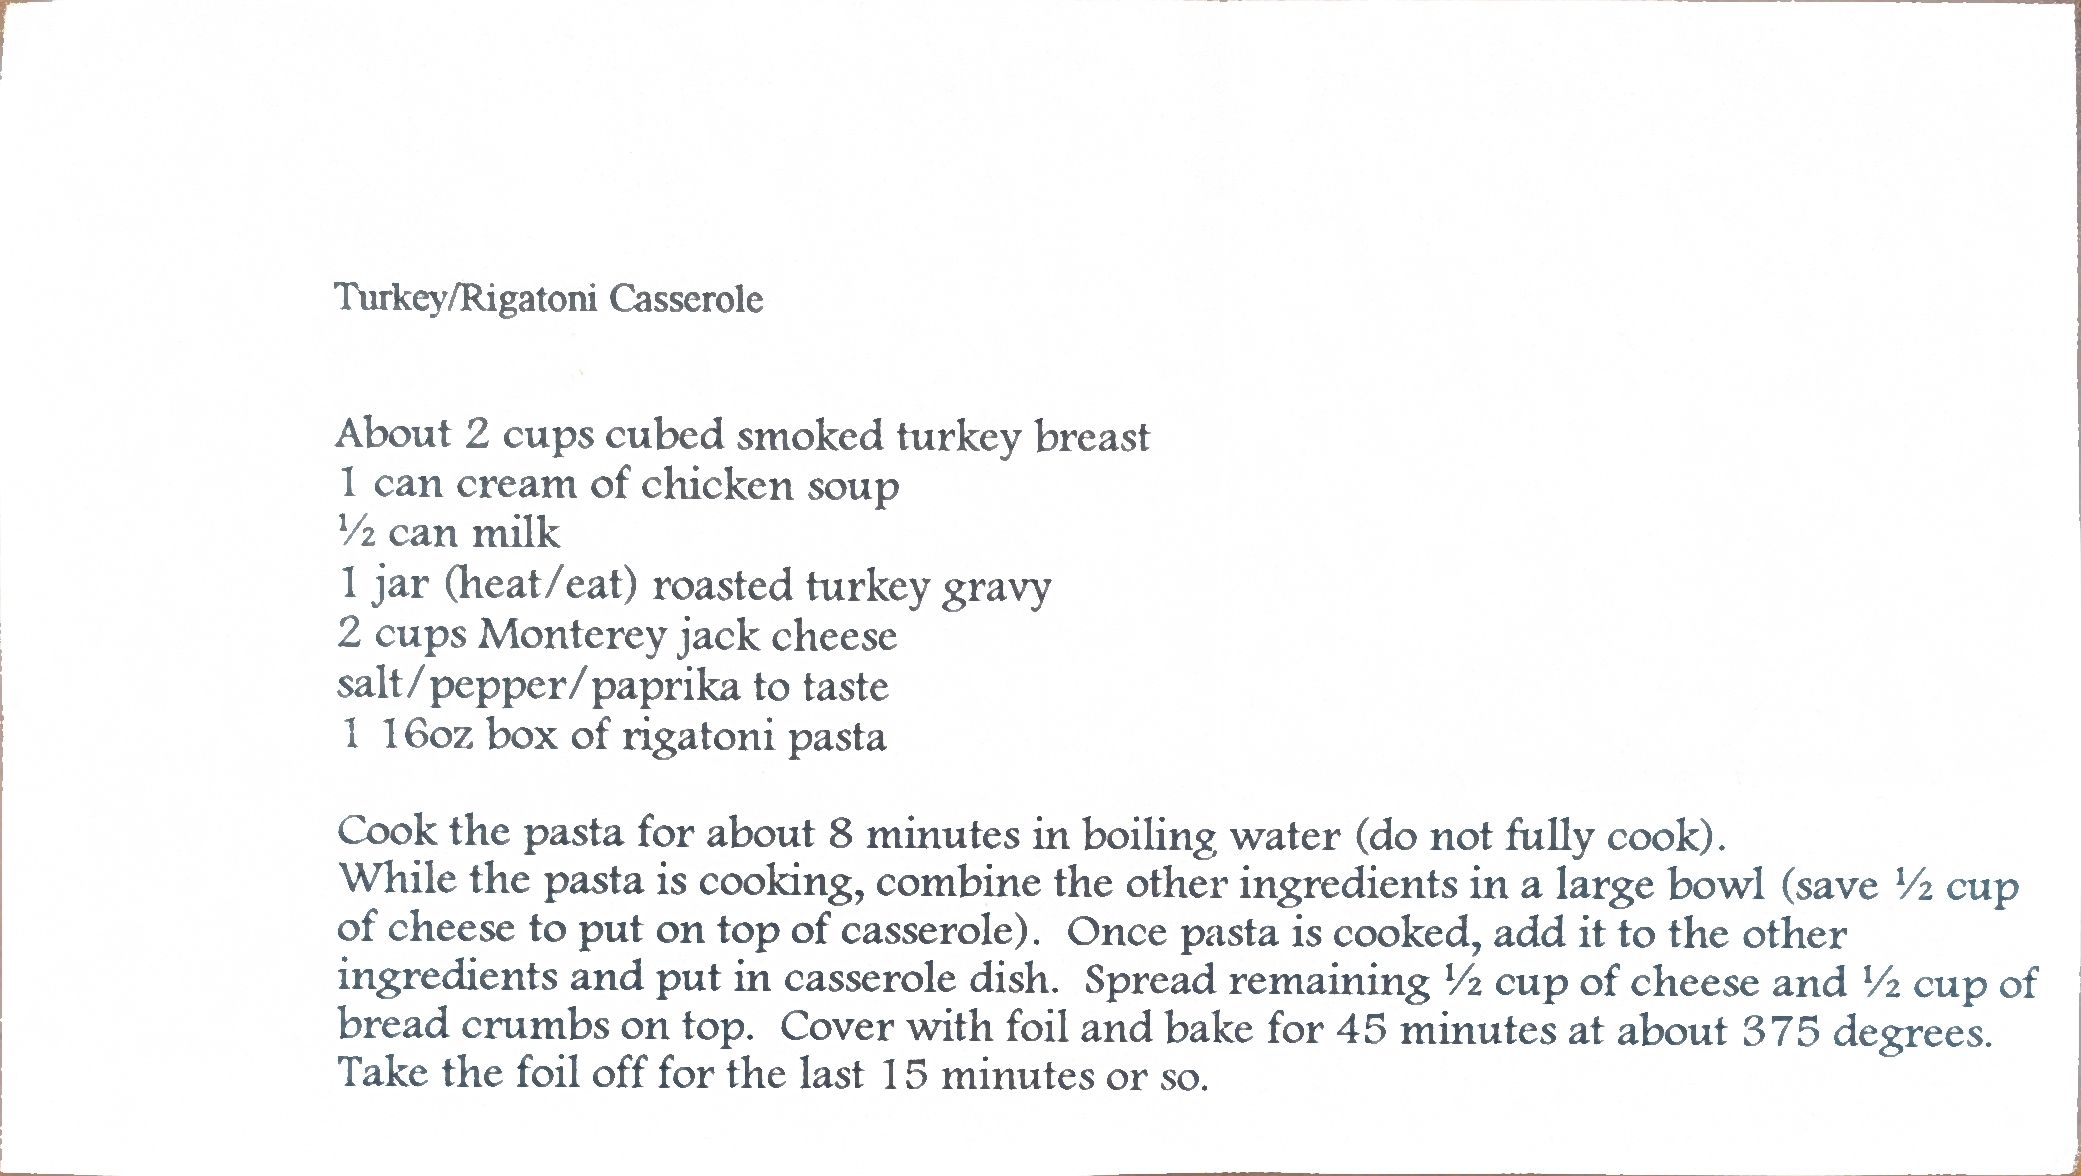 Turkey/Rigatoni Casserole
About 2 cups cubed smoked turkey breast
1 can cream of chicken soup
½ can milk
1 jar (heat/eat) roasted turkey gravy
2 cups Monterey jack cheese
salt/pepper/paprika to taste
1 16oz box of rigatoni pasta
Cook the pasta for about 8 minutes in boiling water (do not fully cook).
While the pasta is cooking, combine the other ingredients in a large bowl (save ½ cup
of cheese to put on top of casserole). Once pasta is cooked, add it to the other
ingredients and put in casserole dish. Spread remaining ½ cup of cheese and ½ cup of
bread crumbs on top. Cover with foil and bake for 45 minutes at about 375 degrees.
Take the foil off for the last 15 minutes or so.